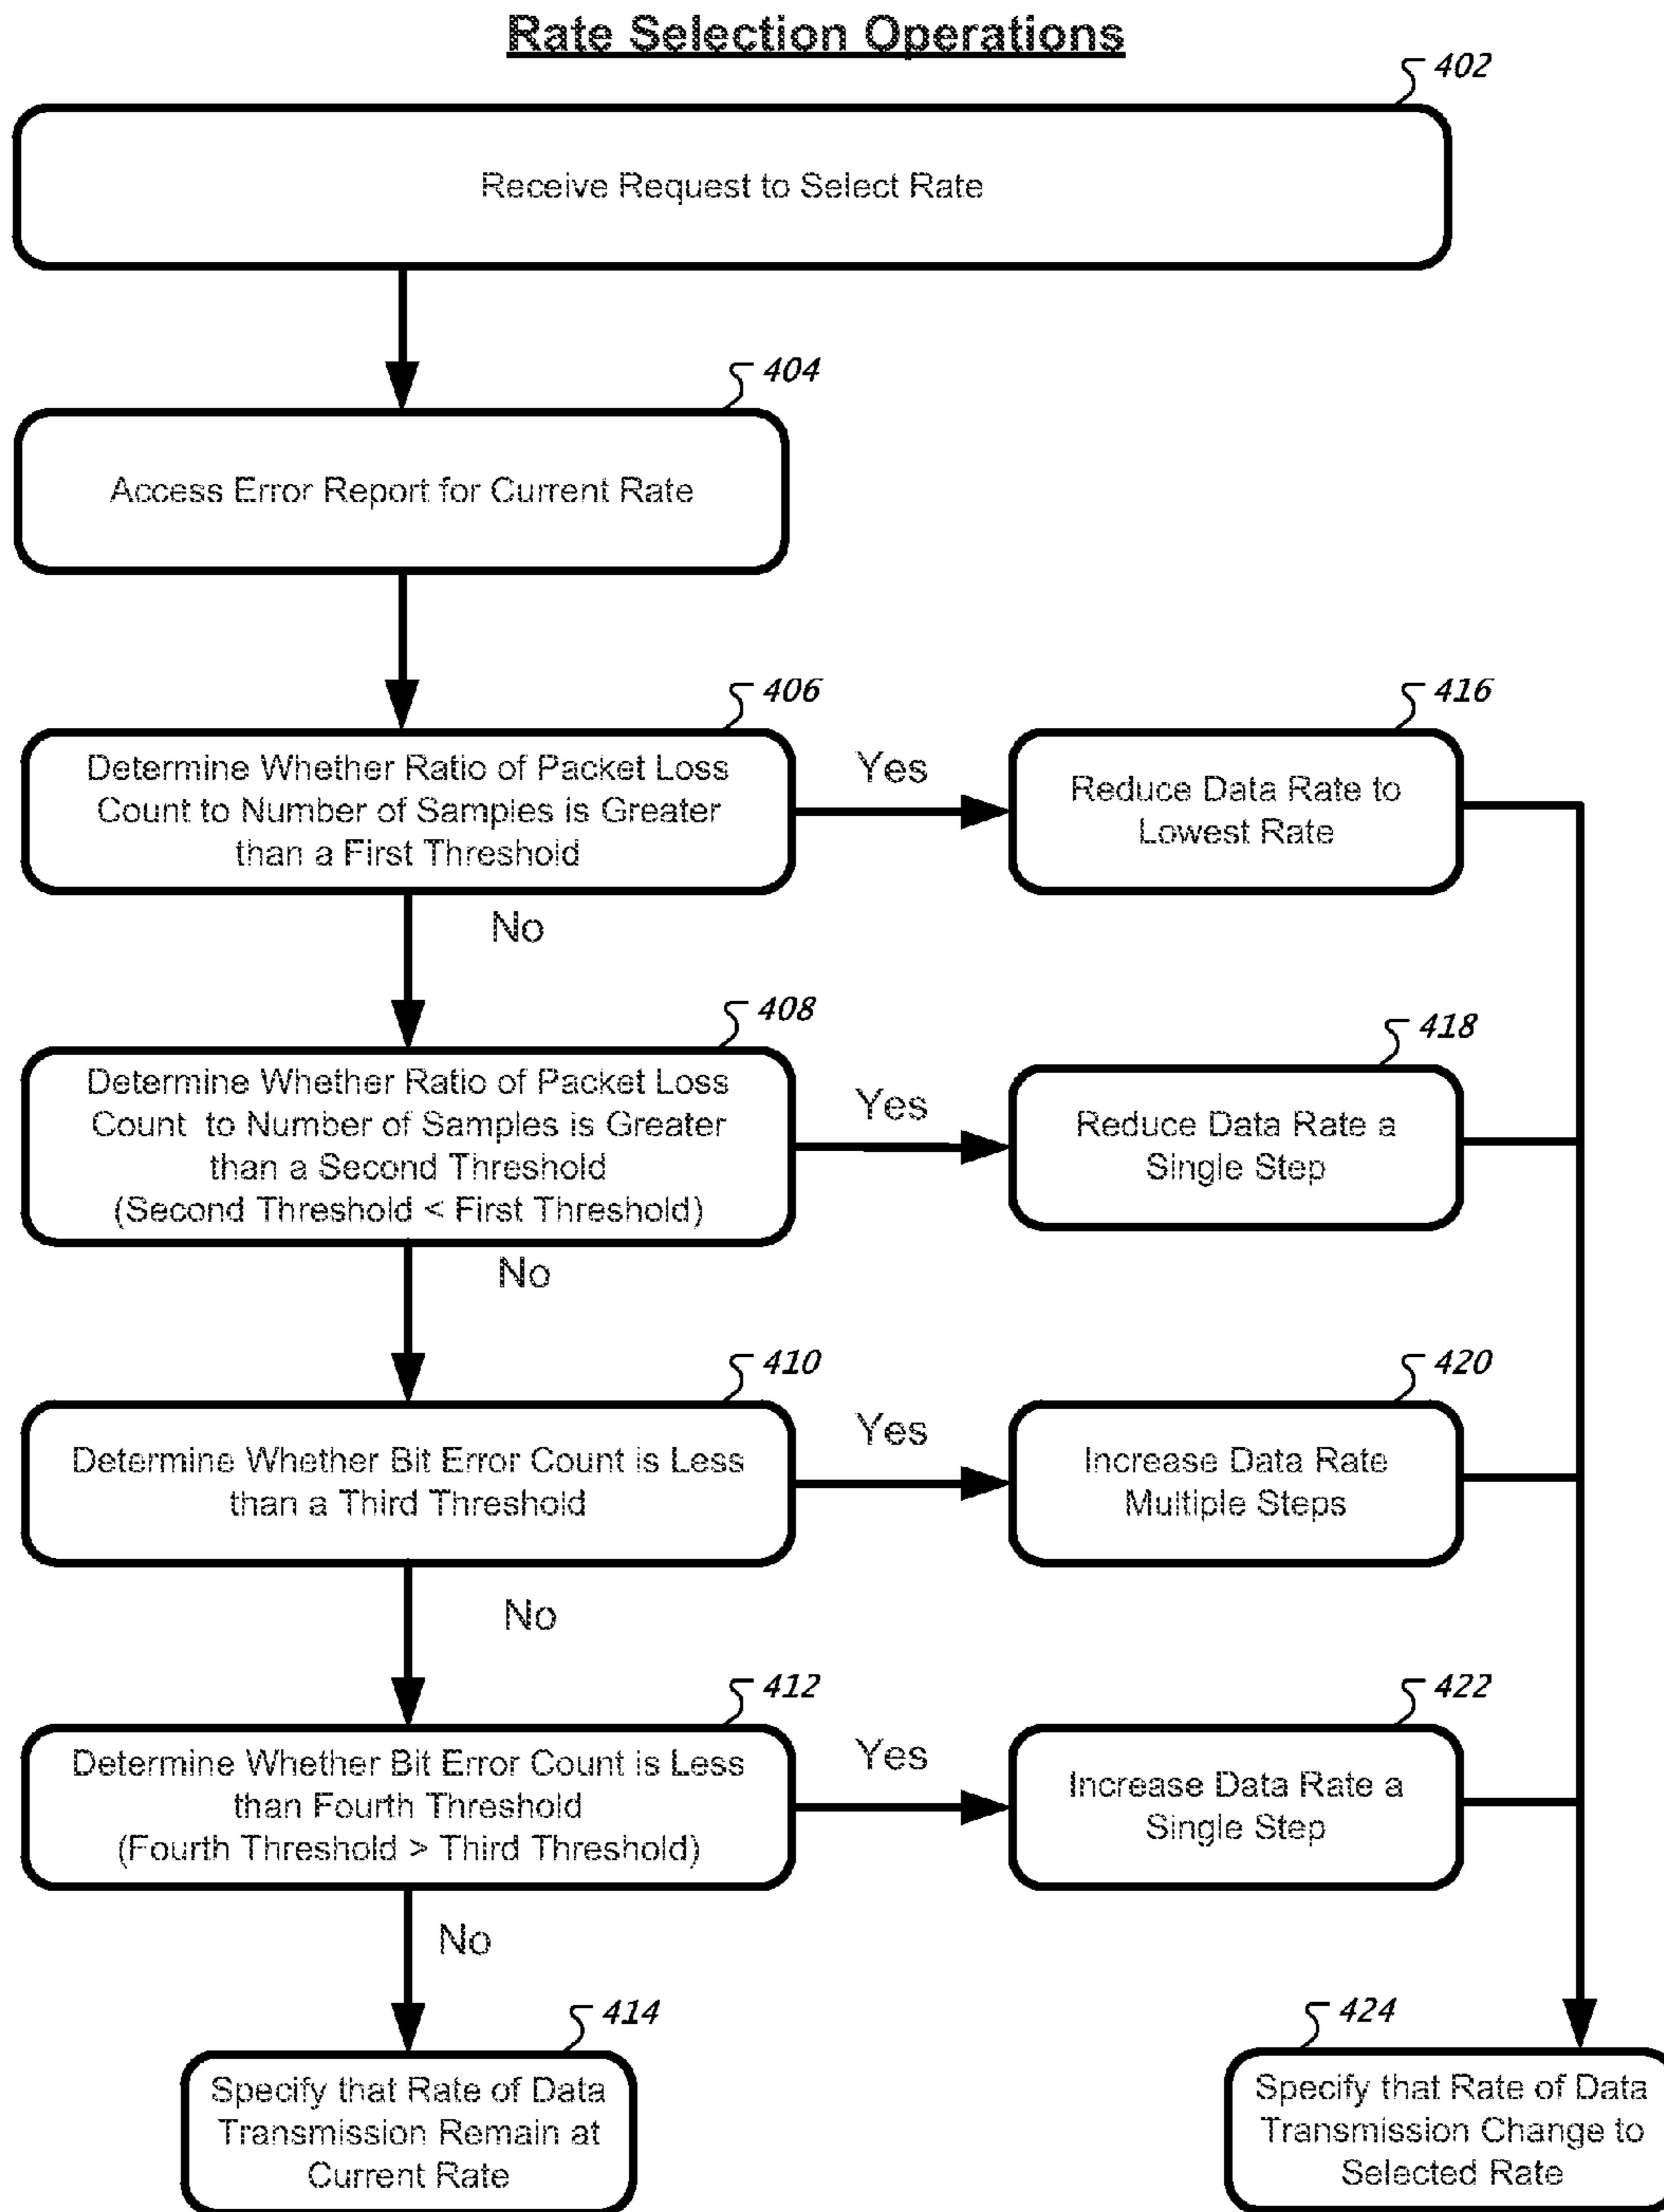 Rate Selection Operations
402
Receive Request to Select Rate
404
Access Error Report for Current Rate
406
Determine Whether Ratio of Packet Loss
Count to Number of Samples is Greater
than a First Threshold
Yes
416
Reduce Data Rate to
Lowest Rate
No
408
Determine Whether Ratio of Packet Loss
Count to Number of Samples is Greater
than a Second Threshold
(Second Threshold < First Threshold)
Yes
418
Reduce Data Rate a
Single Step
No
410
Determine Whether Bit Error Count is Less
than a Third Threshold
Yes
420
Increase Data Rate
Multiple Steps
No
412
Determine Whether Bit Error Count is Less
than Fourth Threshold
(Fourth Threshold > Third Threshold)
Yes
422
Increase Data Rate a
Single Step
No
414
Specify that Rate of Data
Transmission Remain at
Current Rate
424
Specify that Rate of Data
Transmission Change to
Selected Rate